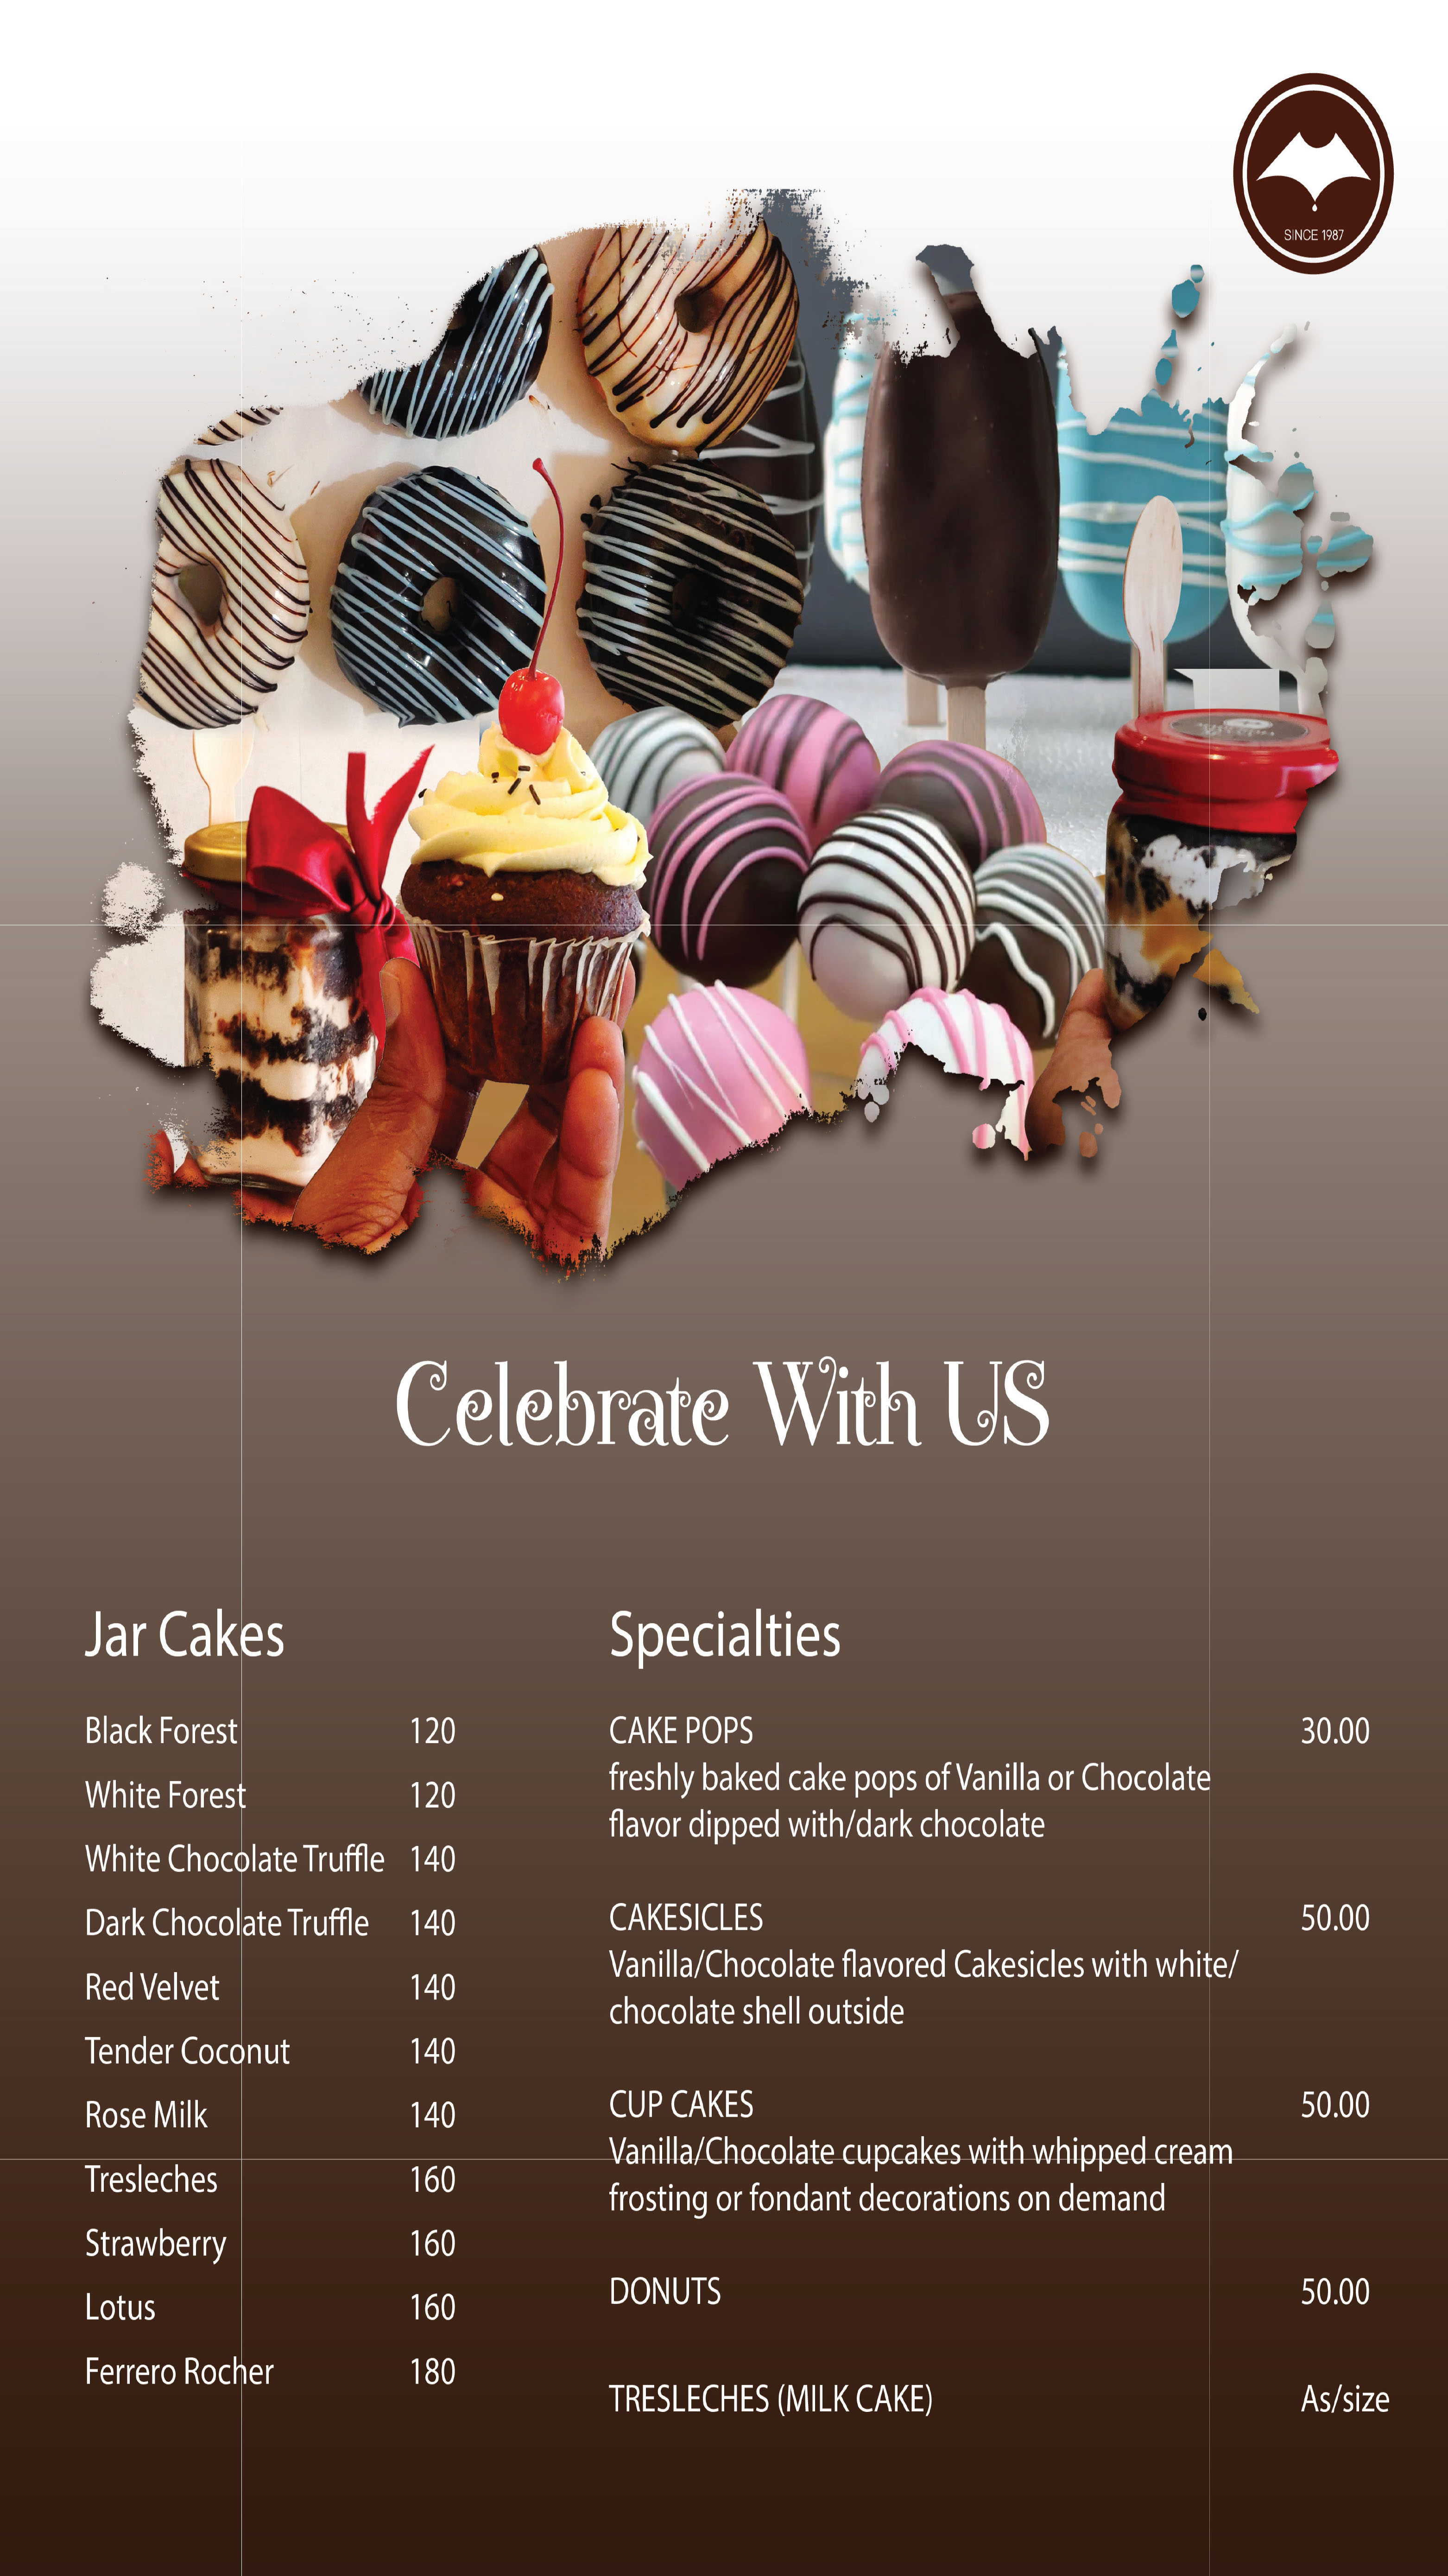 SINCE 1987
Celebrate With US
Jar Cakes
Black Forest 120
White Forest 120
White Chocolate Truffle 140
Dark Chocolate Truffle 140
Red Velvet 140
Tender Coconut 140
Rose Milk 140
Tresleches 160
Strawberry 160
Lotus 160
Ferrero Rocher 180
Specialties
CAKE POPS 30.00
freshly baked cake pops of Vanilla or Chocolate
flavor dipped with/dark chocolate
CAKESICLES 50.00
Vanilla/Chocolate flavored Cakesicles with white/
chocolate shell outside
CUP CAKES 50.00
Vanilla/Chocolate cupcakes with whipped cream
frosting or fondant decorations on demand
DONUTS 50.00
TRESLECHES (MILK CAKE) As/size